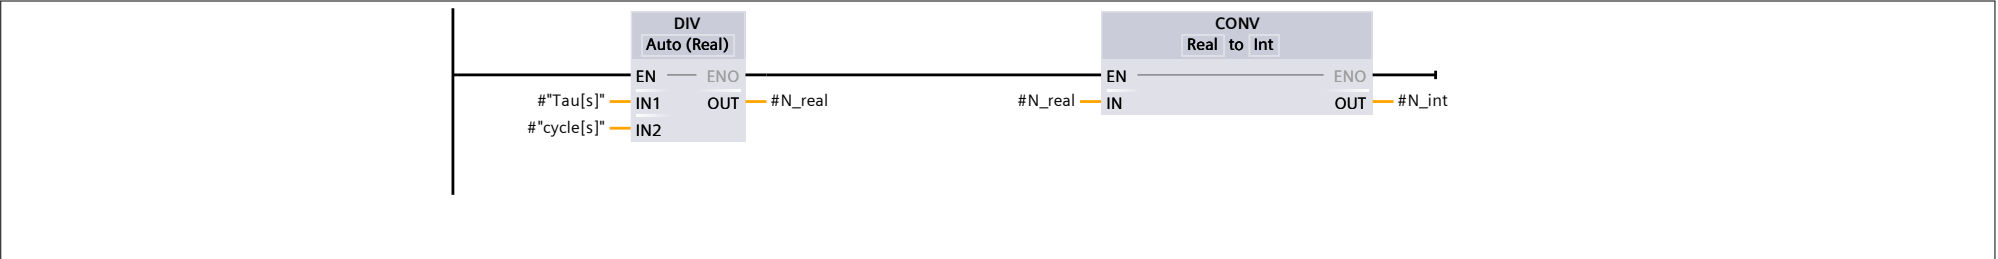 DIV CONV
Auto (Real) Real to Int
EN ENO EN ENO
#"Tau[s]" IN1 OUT #N_real #N_real IN OUT #N_int
#"cycle[s]" IN2